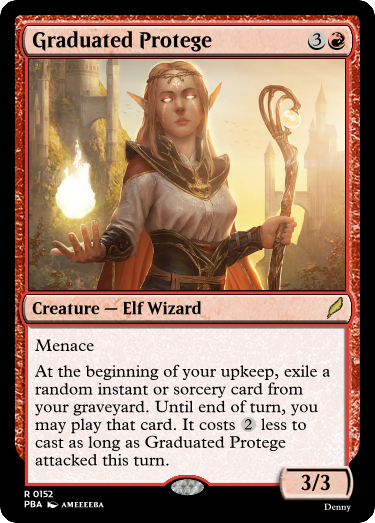 Graduated Protege 3
Creature — Elf Wizard
Menace
At the beginning of your upkeep, exile a
random instant or sorcery card from
your graveyard. Until end of turn, you
may play that card. It costs 2 less to
cast as long as Graduated Protege
attacked this turn.
3/3
R 0152
PBA AMEEEEBA
Denny